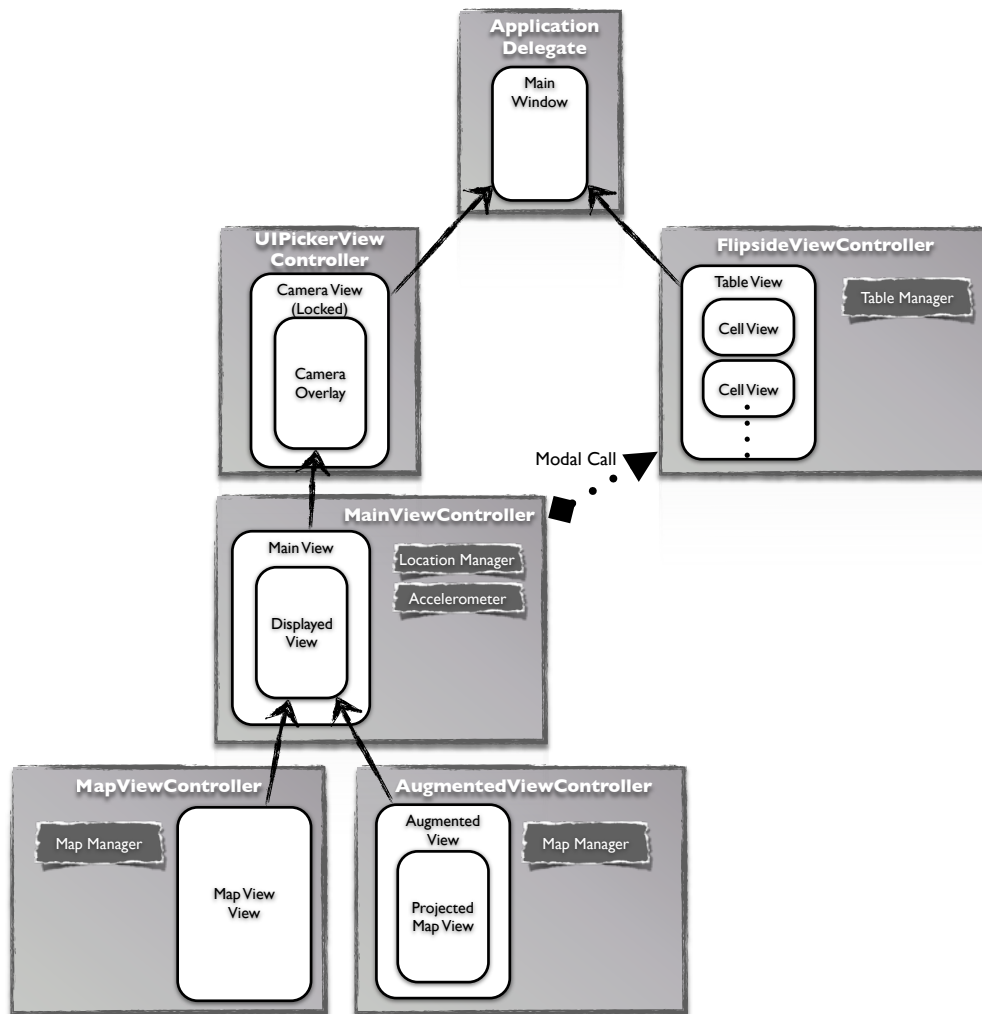 Application
Delegate
Main
Window
UIPickerView
Controller
Camera View
(Locked)
Camera
Overlay
FlipsideViewController
Table View
Cell View
Cell View
Table Manager
Modal Call
MainViewController
Main View
Displayed
View
Location Manager
Accelerometer
MapViewController
Map Manager
Map View
View
AugmentedViewController
Augmented
View
Projected
Map View
Map Manager